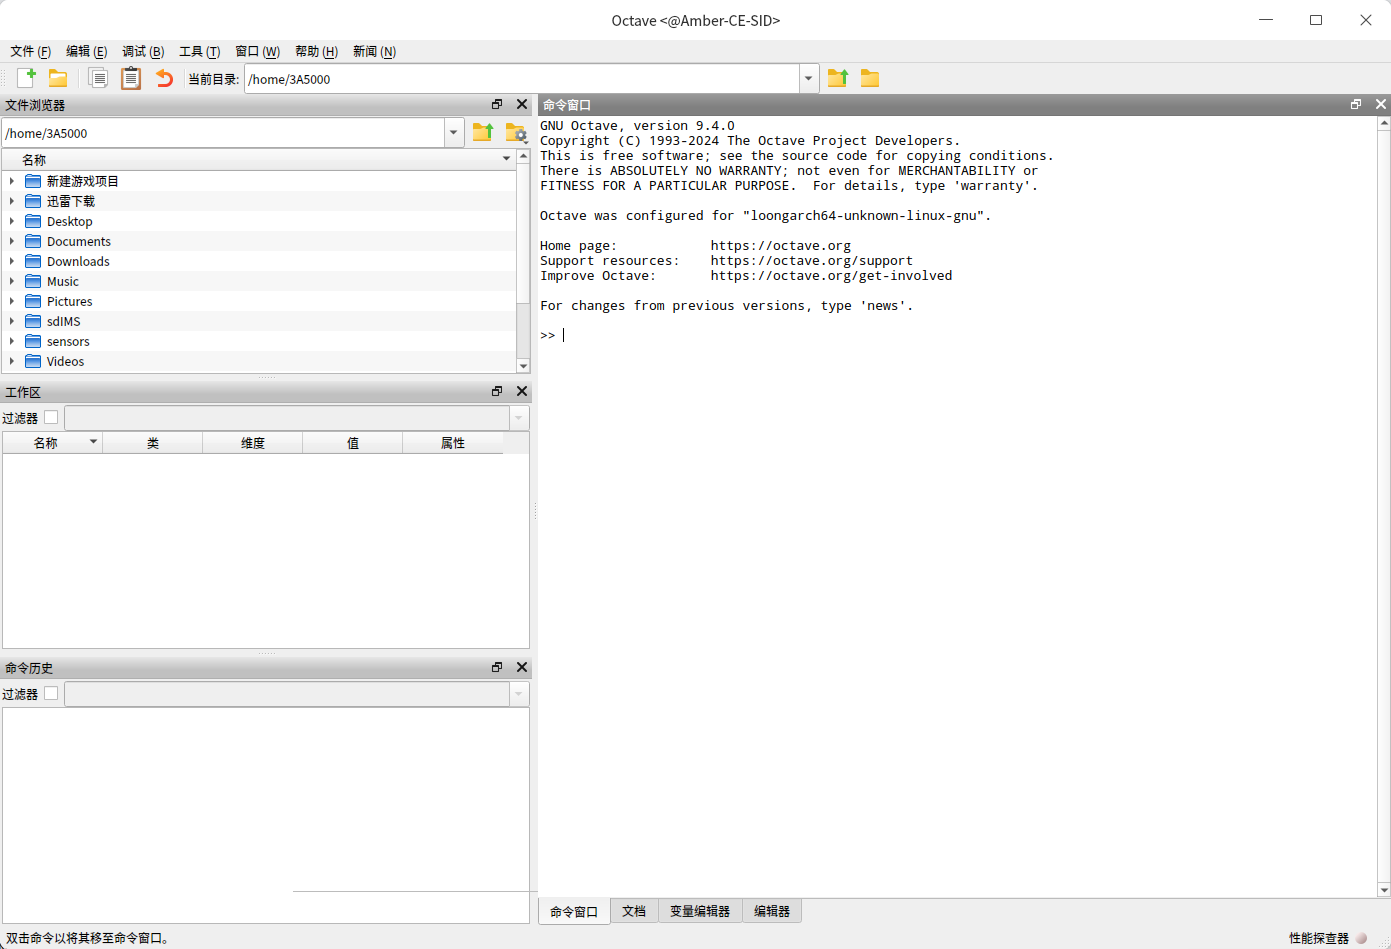 Octave <@Amber-CE-SID>
文件 (F) 编辑 (E) 调试 (B) 工具 (T) 窗口 (W) 帮助 (H) 新闻 (N)
当前目录: /home/3A5000
文件浏览器
/home/3A5000
名称
新建游戏项目
迅雷下载
Desktop
Documents
Downloads
Music
Pictures
sdIMS
sensors
Videos
工作区
过滤器
名称 类 维度 值 属性
命令历史
过滤器
命令窗口
GNU Octave, version 9.4.0
Copyright (C) 1993-2024 The Octave Project Developers.
This is free software; see the source code for copying conditions.
There is ABSOLUTELY NO WARRANTY; not even for MERCHANTABILITY or
FITNESS FOR A PARTICULAR PURPOSE.  For details, type 'warranty'.
Octave was configured for "loongarch64-unknown-linux-gnu".
Home page:            https://octave.org
Support resources:    https://octave.org/support
Improve Octave:       https://octave.org/get-involved
For changes from previous versions, type 'news'.
>>
命令窗口 文档 变量编辑器 编辑器
双击命令以将其移至命令窗口。 性能探查器